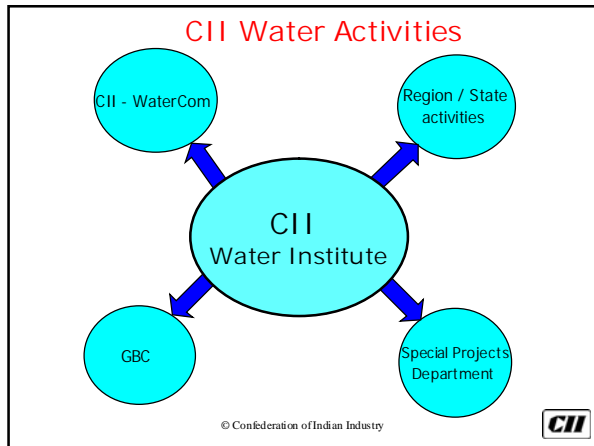 CII Water Activities
CII - WaterCom
Region / State
activities
CII
Water Institute
GBC
Special Projects
Department
© Confederation of Indian Industry
CII